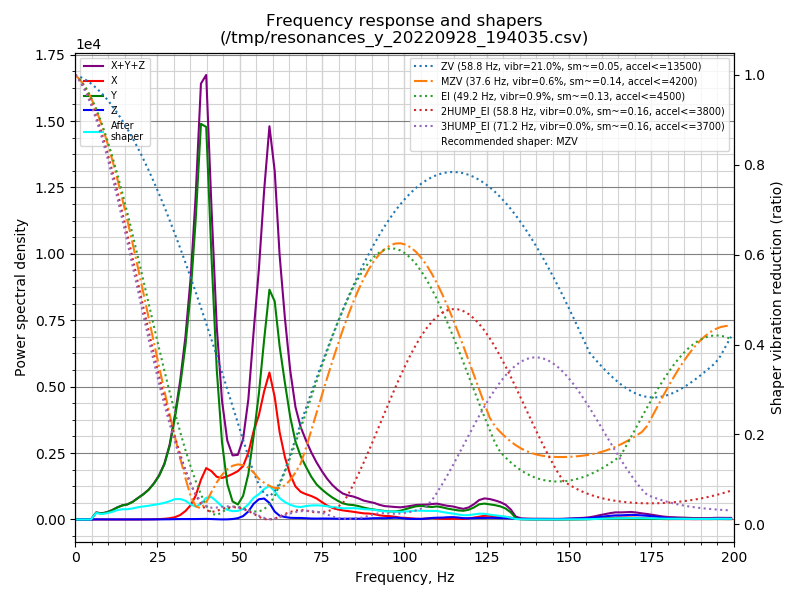 Frequency response and shapers
(/tmp/resonances_y_20220928_194035.csv)
1e4
X+Y+Z
X
Y
Z
After
shaper
ZV (58.8 Hz, vibr=21.0%, sm~=0.05, accel<=13500)
MZV (37.6 Hz, vibr=0.6%, sm~=0.14, accel<=4200)
EI (49.2 Hz, vibr=0.9%, sm~=0.13, accel<=4500)
2HUMP_EI (58.8 Hz, vibr=0.0%, sm~=0.16, accel<=3800)
3HUMP_EI (71.2 Hz, vibr=0.0%, sm~=0.16, accel<=3700)
Recommended shaper: MZV
1.75
1.50
1.25
1.00
0.75
0.50
0.25
0.00
Power spectral density
1.0
0.8
0.6
0.4
0.2
0.0
Shaper vibration reduction (ratio)
0 25 50 75 100 125 150 175 200
Frequency, Hz